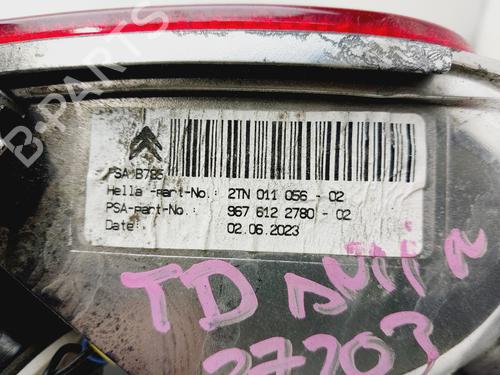 B-PARTS
PSA B785
Hella -part-No.: 2TN 011 056 - 02
PSA-part-No.: 967 612 2780 - 02
Date: 02.06.2023
TD
27203